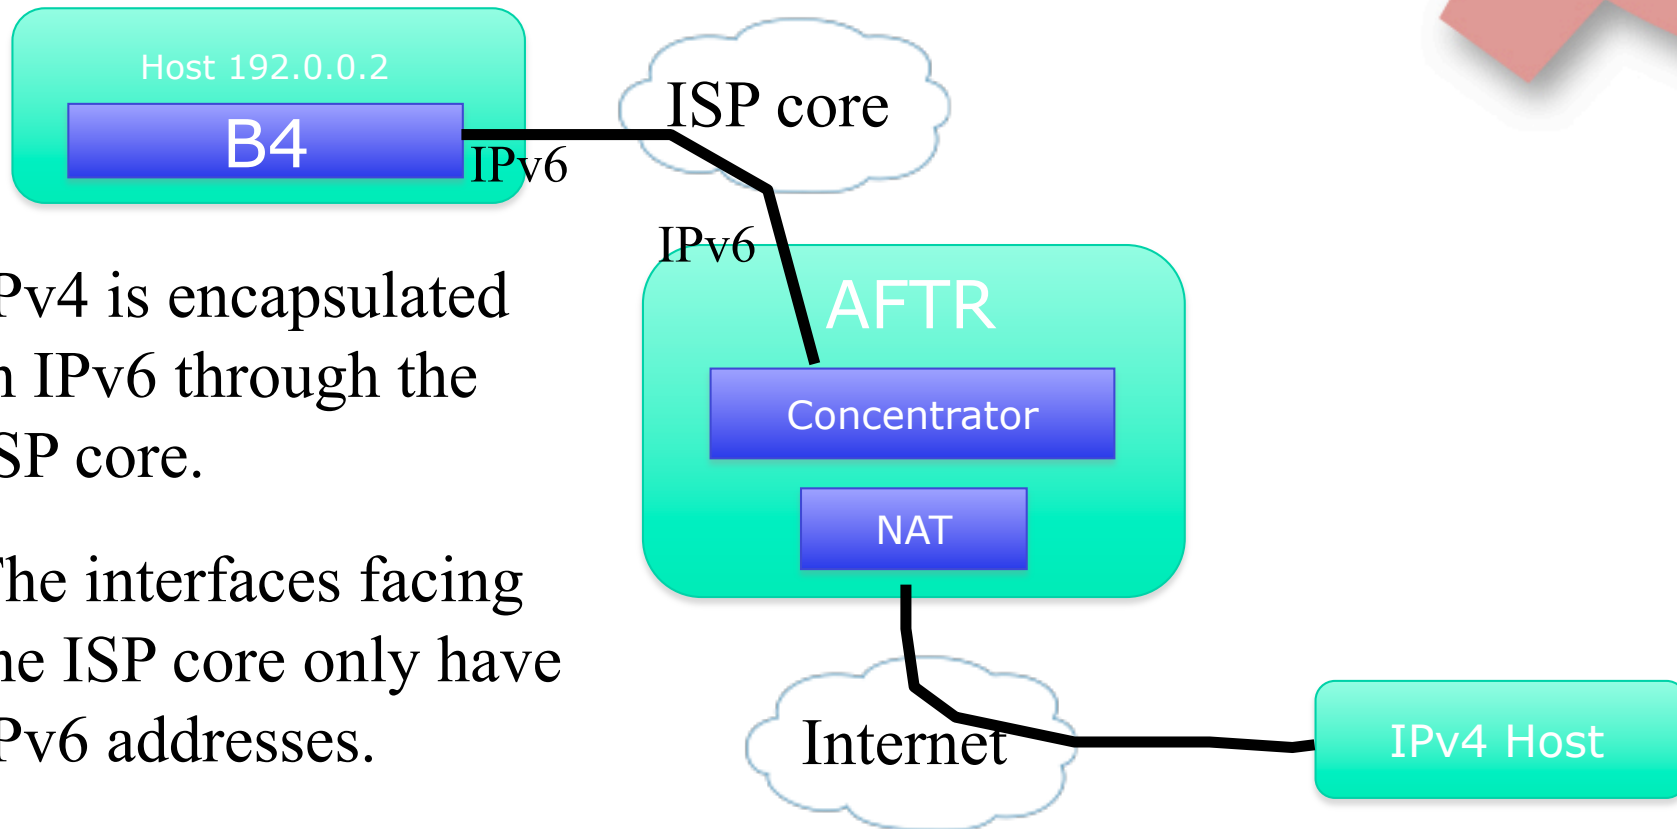 Host 192.0.0.2
B4
IPv6
ISP core
IPv6
AFTR
Concentrator
NAT
Pv4 is encapsulated
n IPv6 through the
SP core.
The interfaces facing
he ISP core only have
Pv6 addresses.
Internet
IPv4 Host